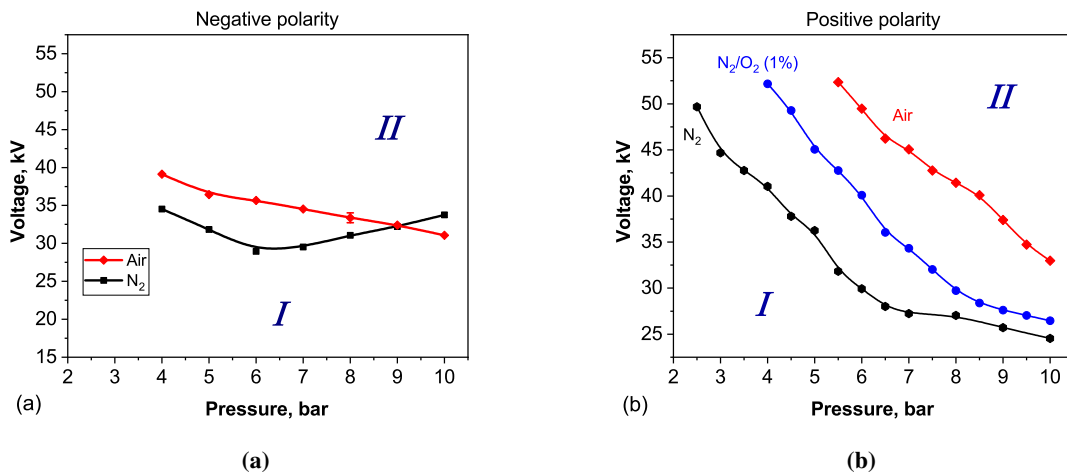 Negative polarity
55
50
45
40
35
30
25
20
15
Voltage, kV
II
I
Air
N₂
2 3 4 5 6 7 8 9 10
Pressure, bar
(a)
(a)
Positive polarity
55
50
45
40
35
30
25
Voltage, kV
N₂/O₂ (1%)
II
Air
N₂
I
2 3 4 5 6 7 8 9 10
Pressure, bar
(b)
(b)